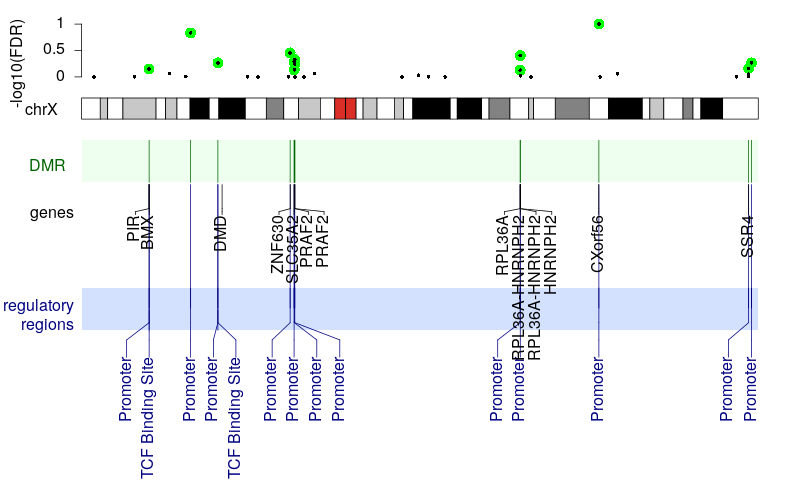 -log10(FDR)
1
0.5
0
chrX
DMR
genes
PIR
BMX
DMD
ZNF630
SLC35A2
PRAF2
PRAF2
RPL36A
RPL36A-HNRNPH2
RPL36A-HNRNPH2
HNRNPH2
CXorf56
SSR4
regulatory
regions
Promoter
TCF Binding Site
Promoter
Promoter
TCF Binding Site
Promoter
Promoter
Promoter
Promoter
Promoter
Promoter
Promoter
Promoter
Promoter